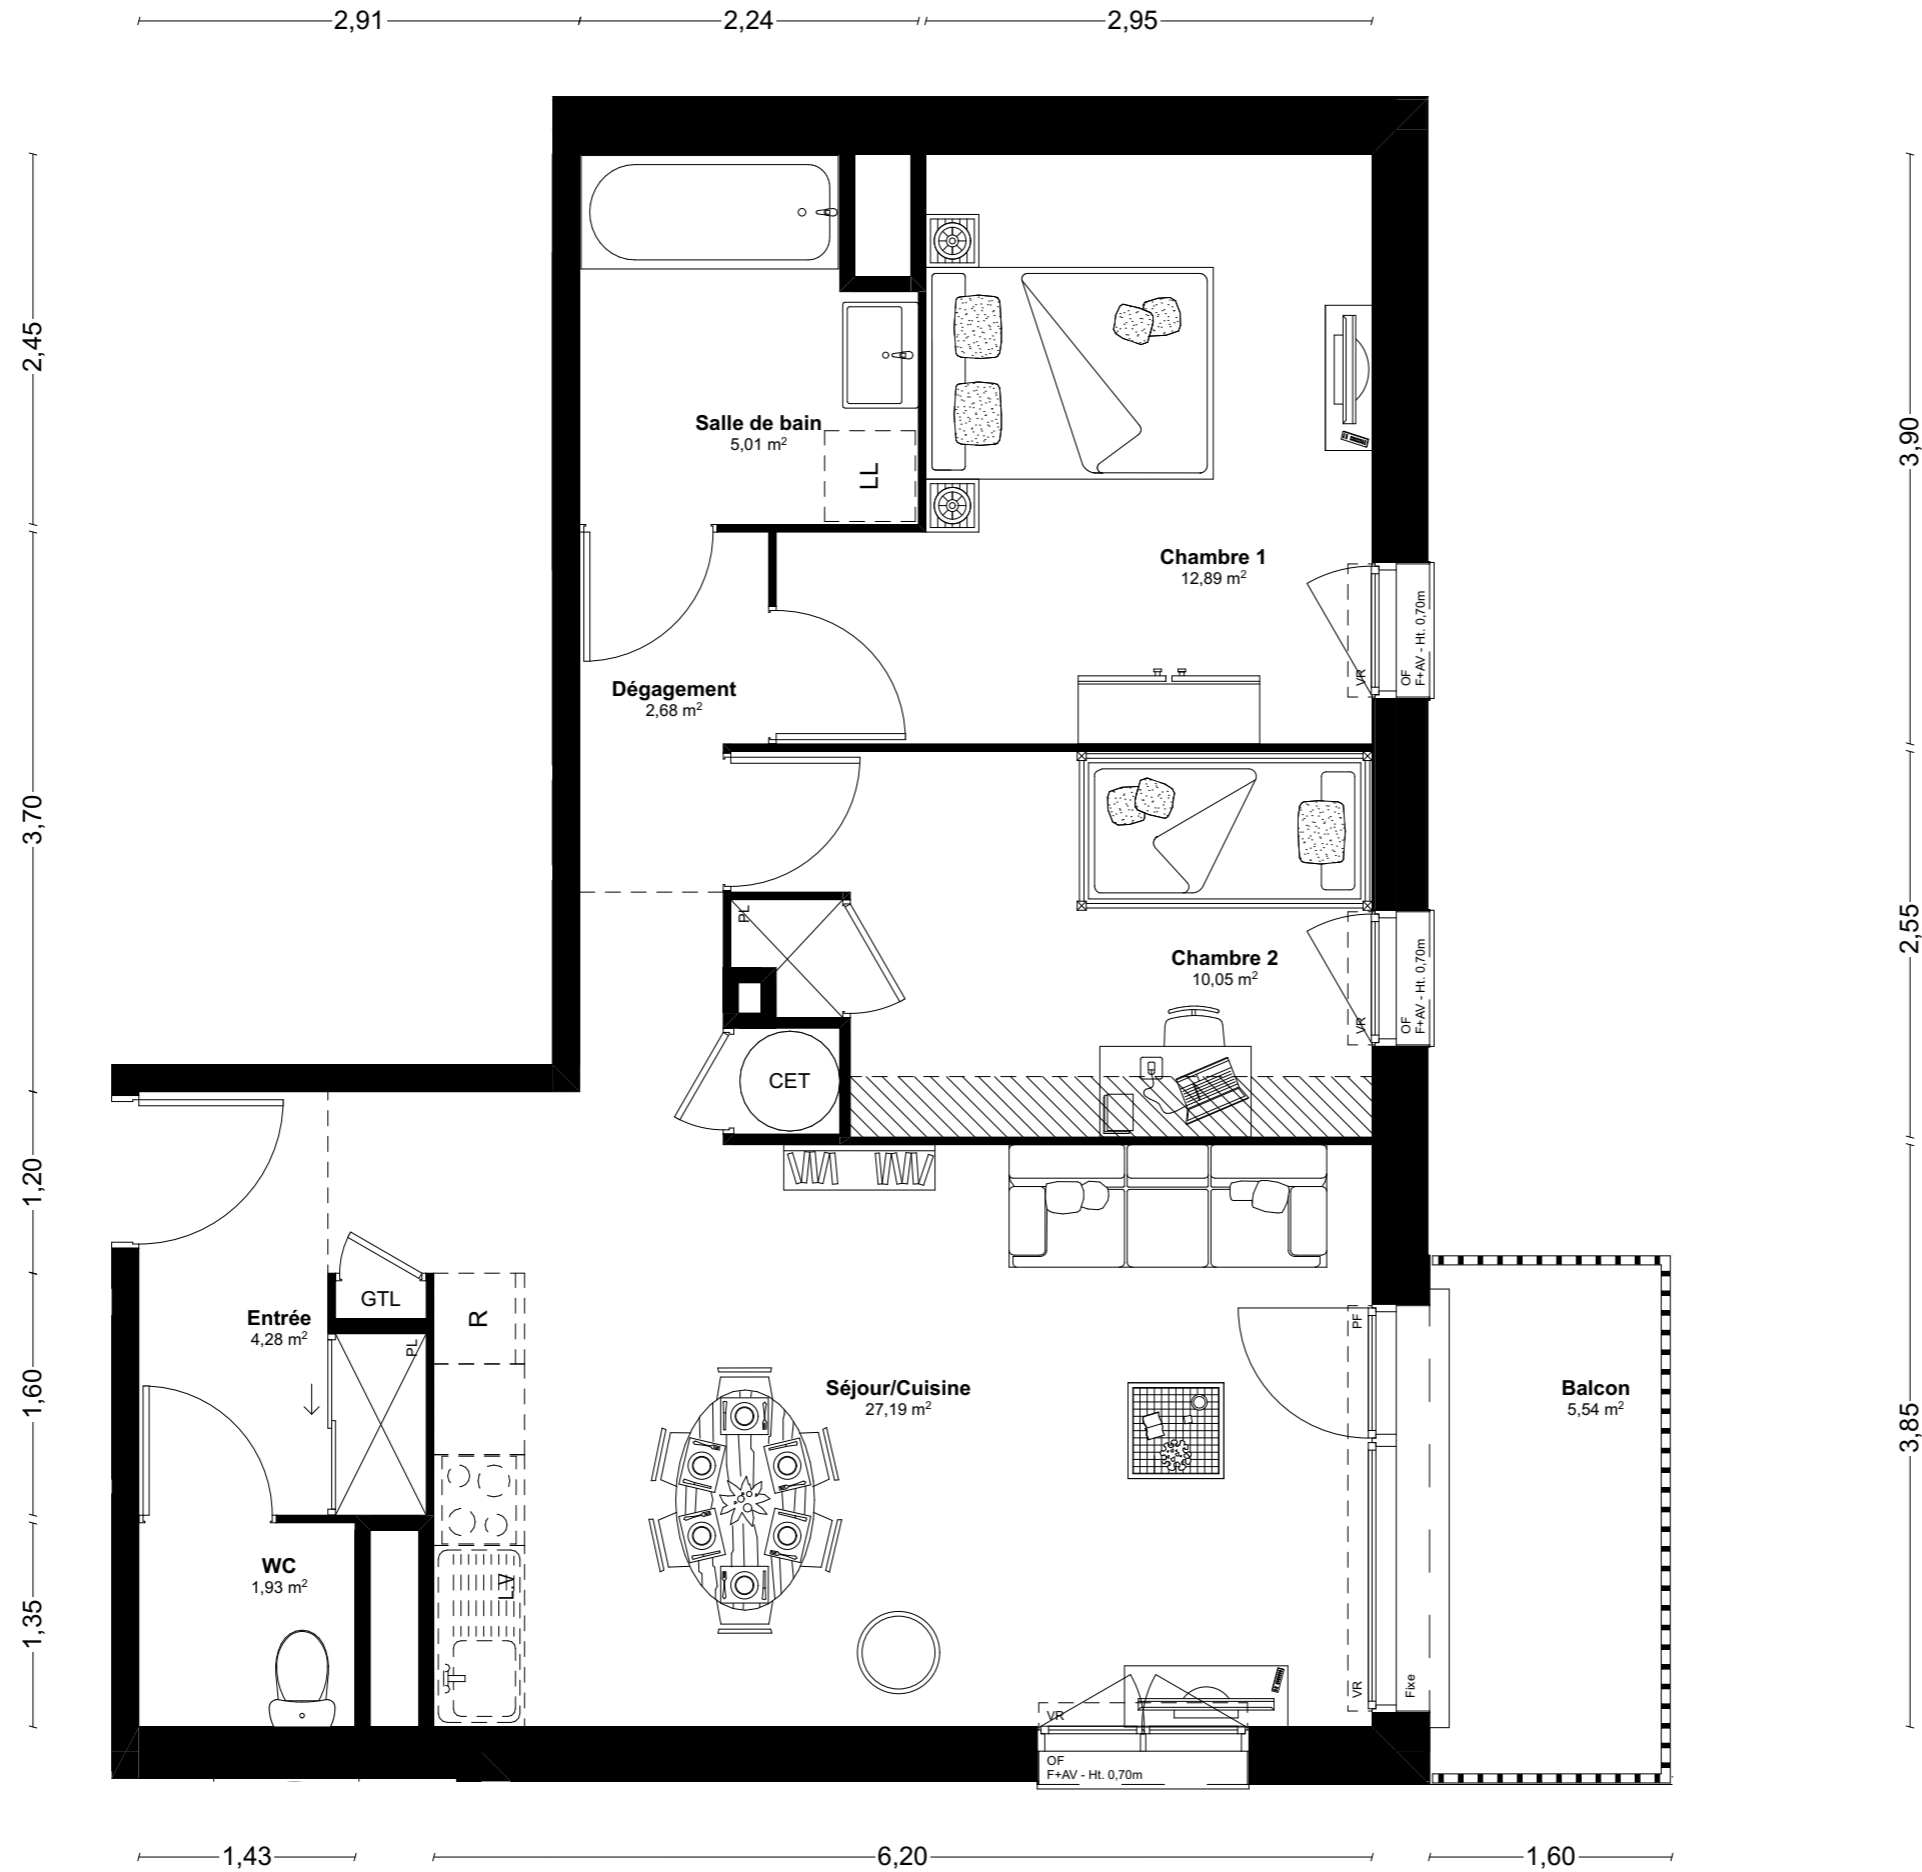 2,91
2,24
2,95
2,45
3,70
1,20
1,60
1,35
3,90
2,55
3,85
Salle de bain
5,01 m²
LL
Chambre 1
12,89 m²
VR
OF
F+AV - Ht. 0,70m
Dégagement
2,68 m²
PL
Chambre 2
10,05 m²
VR
OF
F+AV - Ht. 0,70m
CET
GTL
R
Entrée
4,28 m²
PL
PF
Séjour/Cuisine
27,19 m²
Balcon
5,54 m²
WC
1,93 m²
LV
VR
Fixe
VR
OF
F+AV - Ht. 0,70m
1,43
6,20
1,60